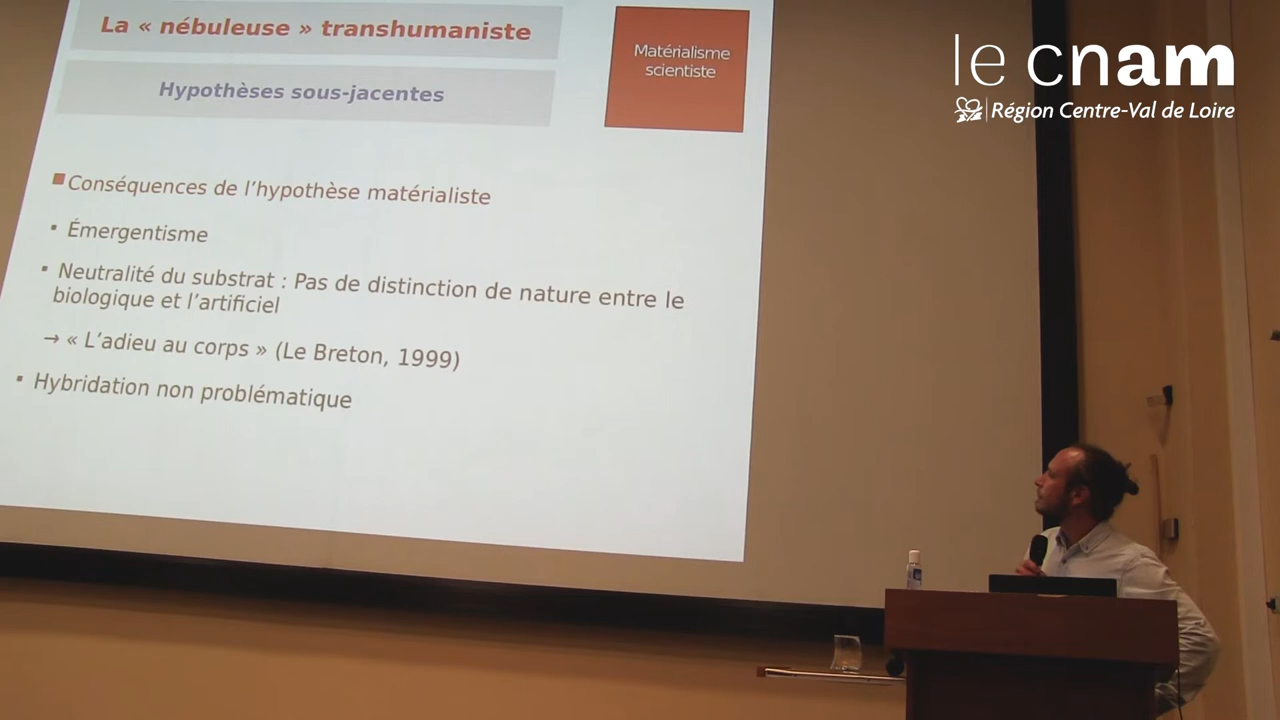 La « nébuleuse » transhumaniste
Hypothèses sous-jacentes
Matérialisme
scientiste
Conséquences de l'hypothèse matérialiste
Émergentisme
Neutralité du substrat : Pas de distinction de nature entre le
biologique et l'artificiel
→ « L'adieu au corps » (Le Breton, 1999)
Hybridation non problématique
le cnam
Région Centre-Val de Loire